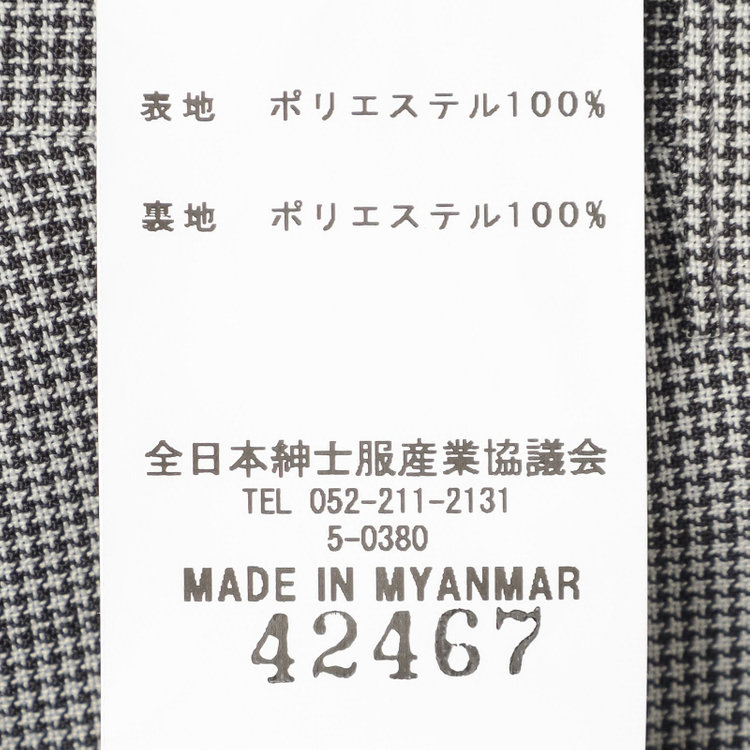 表地 ポリエステル100%
裏地 ポリエステル100%
全日本紳士服産業協議会
TEL 052-211-2131
5-0380
MADE IN MYANMAR
42467